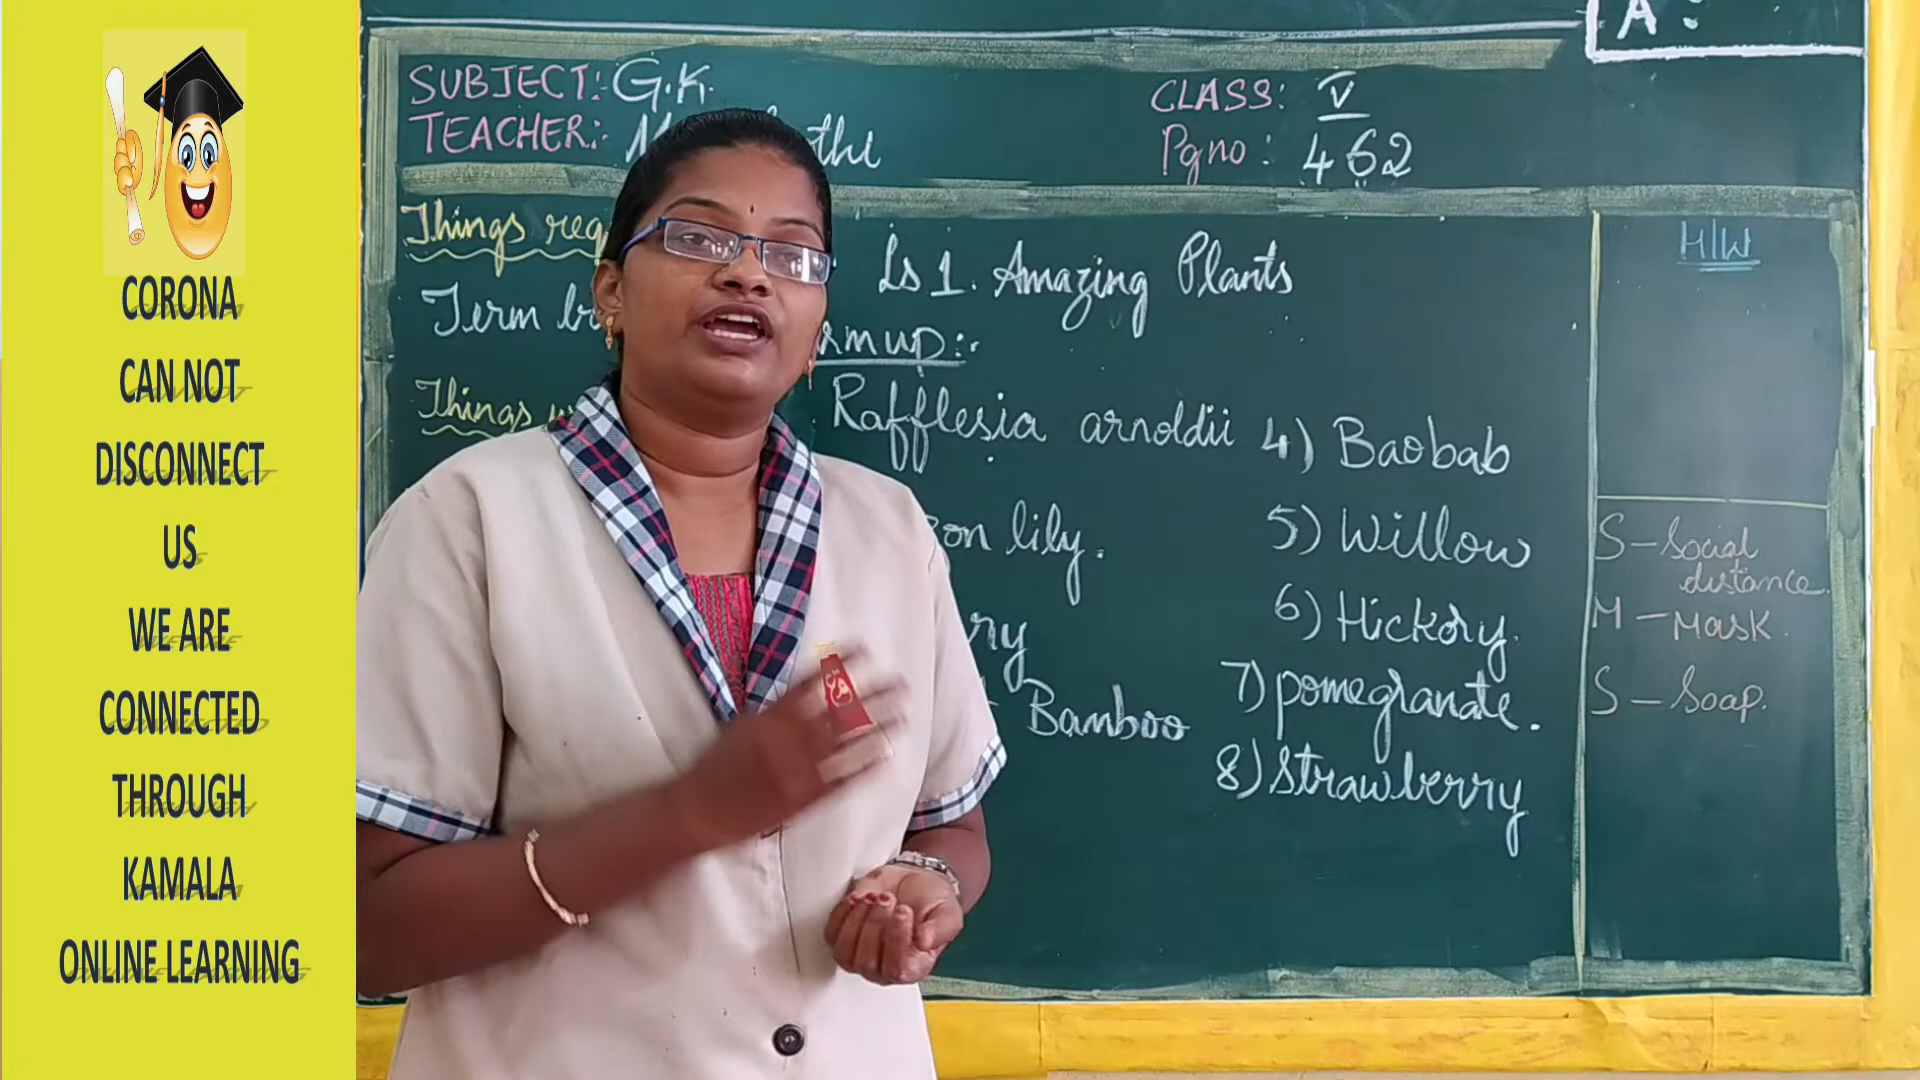 CORONA
CAN NOT
DISCONNECT
US
WE ARE
CONNECTED
THROUGH
KAMALA
ONLINE LEARNING
A :
SUBJECT:- G.K.
TEACHER:-
CLASS: V
Pg no : 462
Things
Term
Things
Ls 1. Amazing Plants
Rafflesia arnoldii
lily.
Bamboo
4) Baobab
5) Willow
6) Hickory.
7) pomegranate.
8) Strawberry
H/W
S - Social
distance.
M - Mask.
S - Soap.